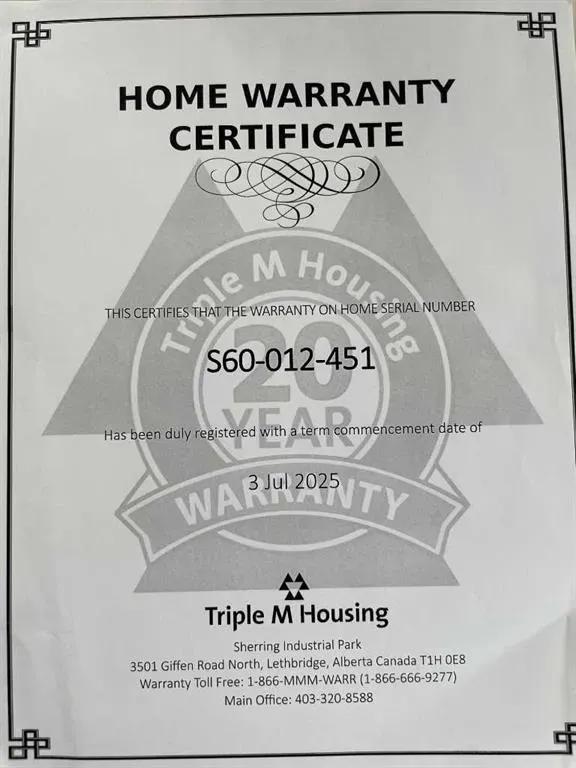 HOME WARRANTY
CERTIFICATE
Triple M Housing
THIS CERTIFIES THAT THE WARRANTY ON HOME SERIAL NUMBER
S60-012-451
20
YEAR
Has been duly registered with a term commencement date of
3 Jul 2025
WARRANTY
Triple M Housing
Sherring Industrial Park
3501 Giffen Road North, Lethbridge, Alberta Canada T1H 0E8
Warranty Toll Free: 1-866-MMM-WARR (1-866-666-9277)
Main Office: 403-320-8588